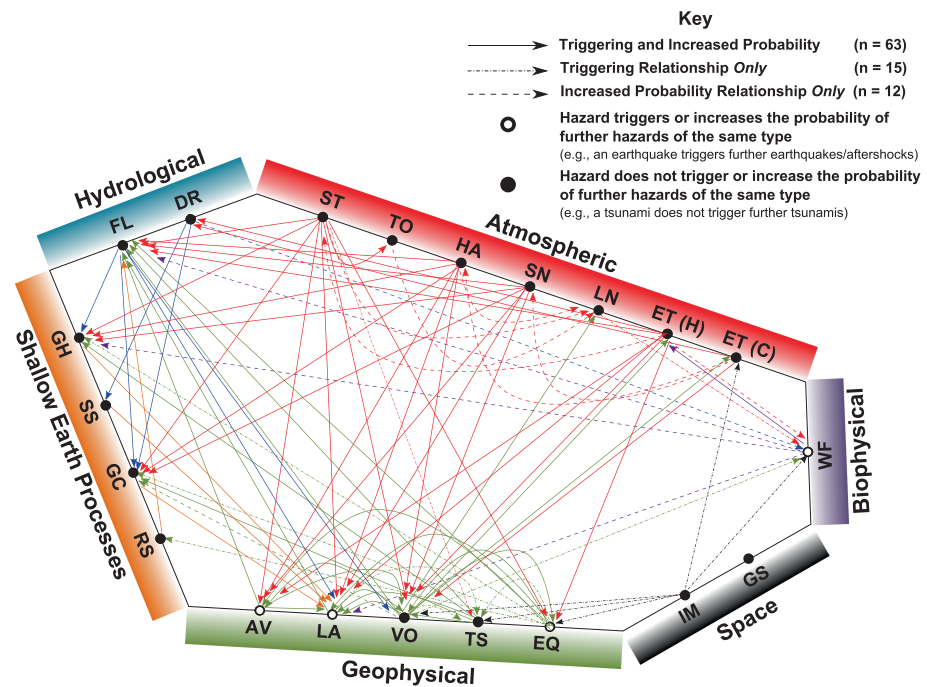 Key
Triggering and Increased Probability (n = 63)
Triggering Relationship Only (n = 15)
Increased Probability Relationship Only (n = 12)
Hazard triggers or increases the probability of
further hazards of the same type
(e.g., an earthquake triggers further earthquakes/aftershocks)
Hazard does not trigger or increase the probability
of further hazards of the same type
(e.g., a tsunami does not trigger further tsunamis)
Hydrological
FL
DR
Atmospheric
ST
TO
HA
SN
LN
ET (H)
ET (C)
Biophysical
WF
Space
GS
IM
Geophysical
AV
LA
VO
TS
EQ
Shallow Earth Processes
GH
SS
GC
RS